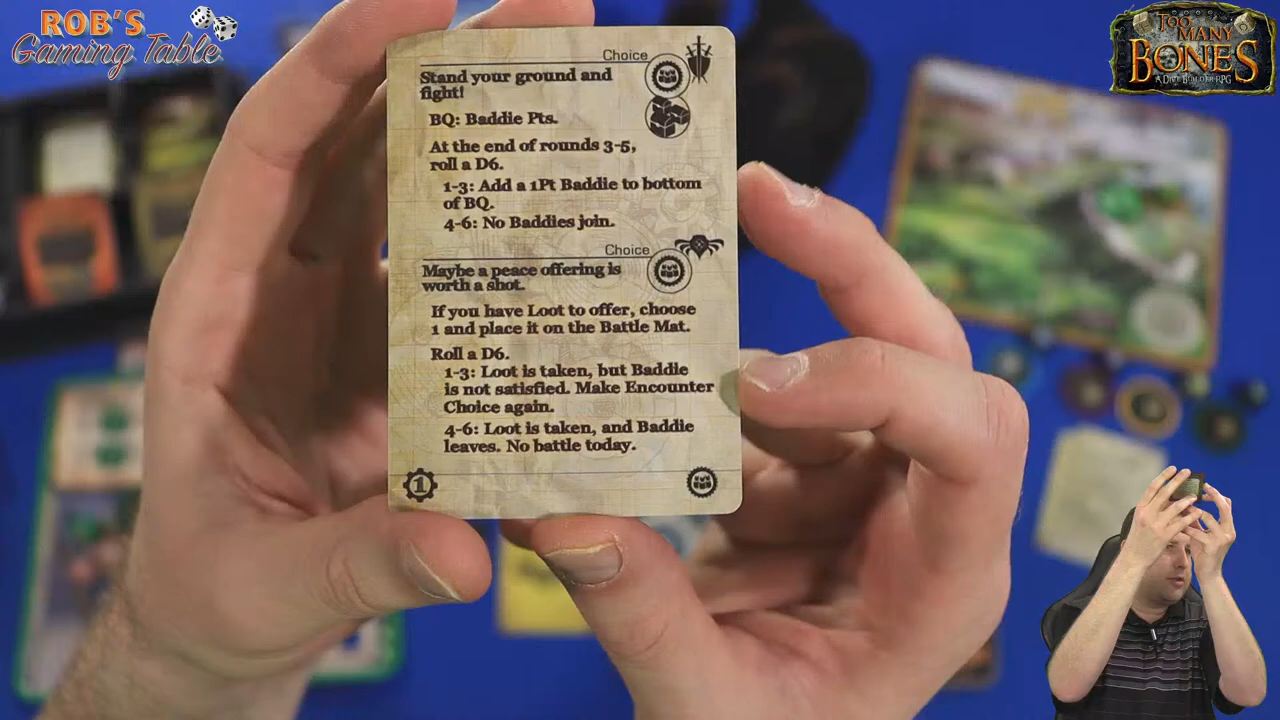 ROB'S
Gaming Table
TOO
MANY
BONES
A DICE BUILDER RPG
Choice
Stand your ground and
fight!
BQ: Baddie Pts.
At the end of rounds 3-5,
roll a D6.
1-3: Add a 1Pt Baddie to bottom
of BQ.
4-6: No Baddies join.
Choice
Maybe a peace offering is
worth a shot.
If you have Loot to offer, choose
1 and place it on the Battle Mat.
Roll a D6.
1-3: Loot is taken, but Baddie
is not satisfied. Make Encounter
Choice again.
4-6: Loot is taken, and Baddie
leaves. No battle today.
1